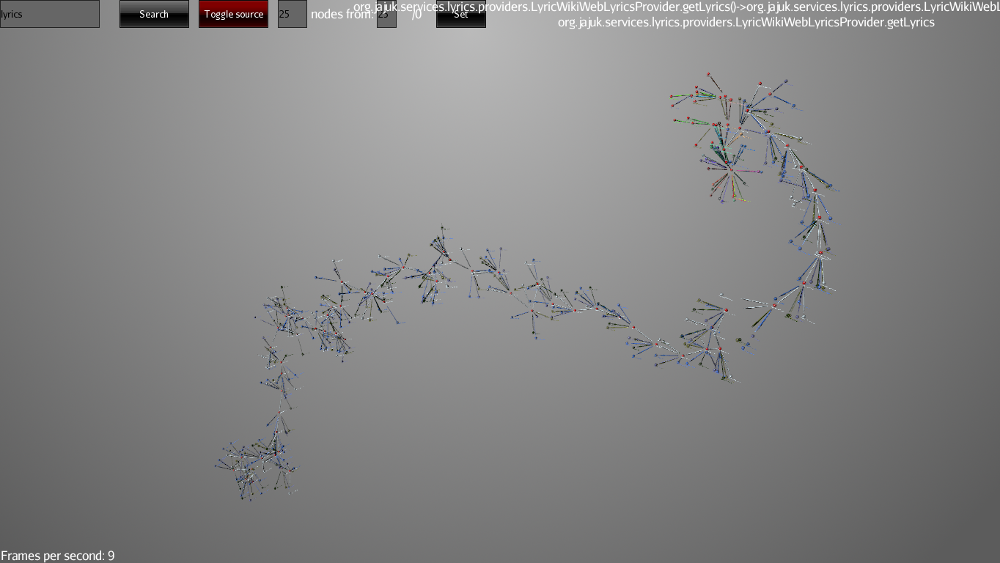 lyrics Search Toggle source 25 nodes from: 25 /0 Set
org.jajuk.services.lyrics.providers.LyricWikiWebLyricsProvider.getLyrics()->org.jajuk.services.lyrics.providers.LyricWikiWebL
org.jajuk.services.lyrics.providers.LyricWikiWebLyricsProvider.getLyrics
Frames per second: 9